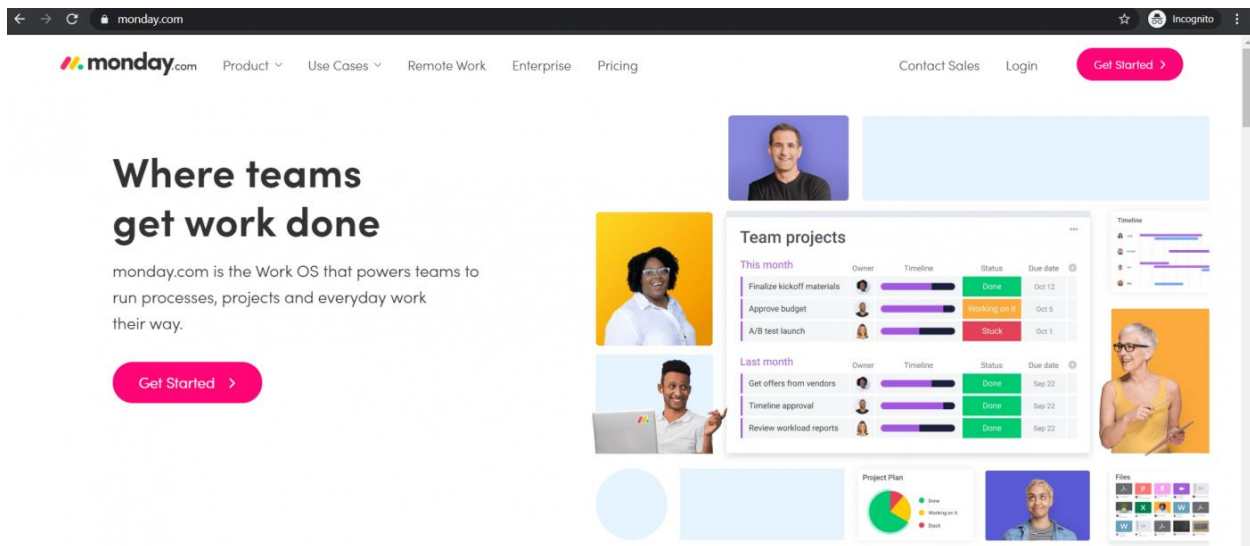 monday.com
Incognito
monday.com
Product
Use Cases
Remote Work
Enterprise
Pricing
Contact Sales
Login
Get Started
Where teams
get work done
monday.com is the Work OS that powers teams to
run processes, projects and everyday work
their way.
Get Started
Team projects
This month
Owner
Timeline
Status
Due date
Finalize kickoff materials
Done
Oct 12
Approve budget
Working on it
Oct 5
A/B test launch
Stuck
Oct 1
Last month
Owner
Timeline
Status
Due date
Get offers from vendors
Done
Sep 22
Timeline approval
Done
Sep 22
Review workload reports
Done
Sep 22
Timeline
Project Plan
Done
Working on it
Stuck
Files
P
X
W
W